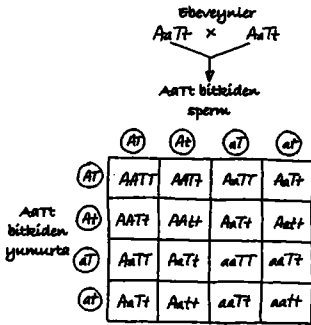 Ebeveynler
AaTt × AaTt
AaTt bitkiden
sperm
AT At aT at
AT AATT AATt AaTT AaTt
AaTt
bitkiden
yumurta
At AATt AAtt AaTt Aatt
aT AaTT AaTt aaTT aaTt
at AaTt Aatt aaTt aatt